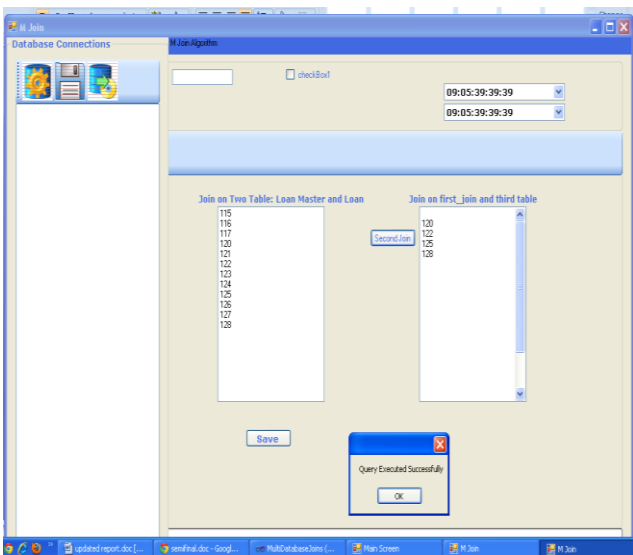 M Join
Database Connections
M Join Algorithm
checkBox1
09:05:39:39:39
09:05:39:39:39
Join on Two Table: Loan Master and Loan
Join on first_join and third table
115
116
117
120
121
122
123
124
125
126
127
128
SecondJoin
120
122
125
128
Save
Query Executed Successfully
OK
updated report.doc [...
semifinal.doc - Googl...
MultiDatabaseJoins (...
Main Screen
M Join
M Join